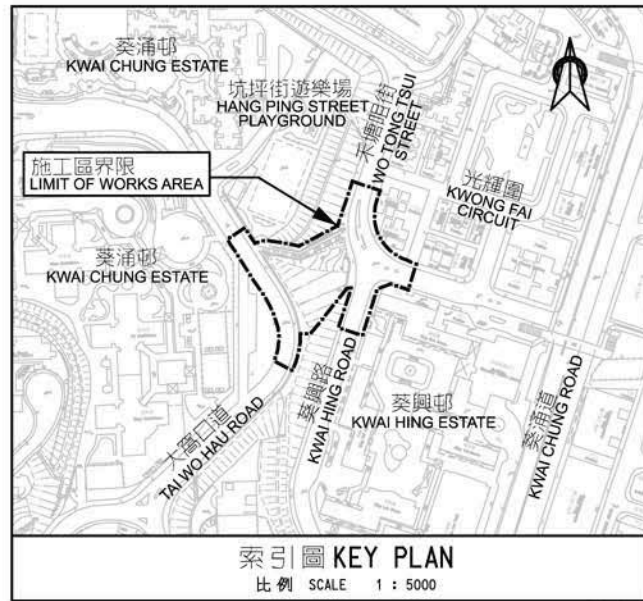 葵涌邨
KWAI CHUNG ESTATE
坑坪街遊樂場
HANG PING STREET
PLAYGROUND
禾塘咀街
WO TONG TSUI
STREET
施工區界限
LIMIT OF WORKS AREA
光輝圍
KWONG FAI
CIRCUIT
葵涌邨
KWAI CHUNG ESTATE
大窩口道
TAI WO HAU ROAD
葵興路
KWAI HING ROAD
葵興邨
KWAI HING ESTATE
葵涌道
KWAI CHUNG ROAD
索引圖 KEY PLAN
比例 SCALE 1 : 5000